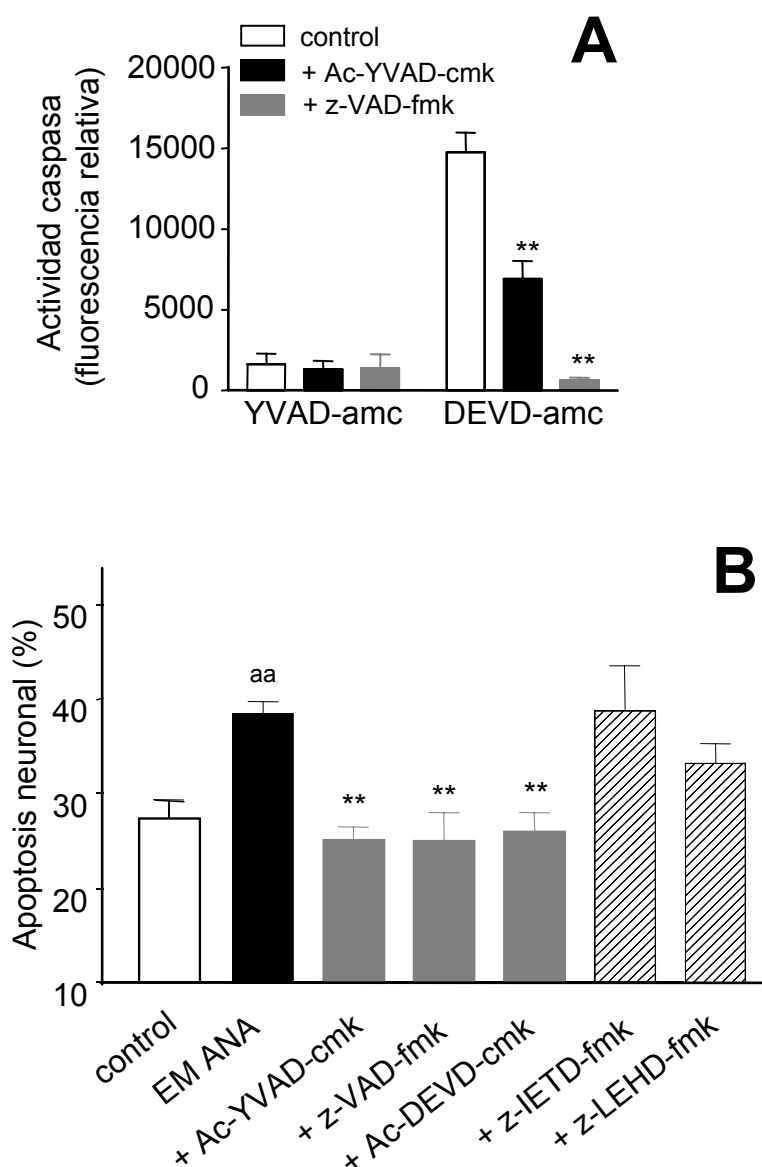 A
control
+ Ac-YVAD-cmk
+ z-VAD-fmk
Actividad caspasa
(fluorescencia relativa)
20000
15000
10000
5000
0
**
**
YVAD-amc
DEVD-amc
B
Apoptosis neuronal (%)
50
40
30
20
10
aa
**
**
**
control
EM ANA
+ Ac-YVAD-cmk
+ z-VAD-fmk
+ Ac-DEVD-cmk
+ z-IETD-fmk
+ z-LEHD-fmk